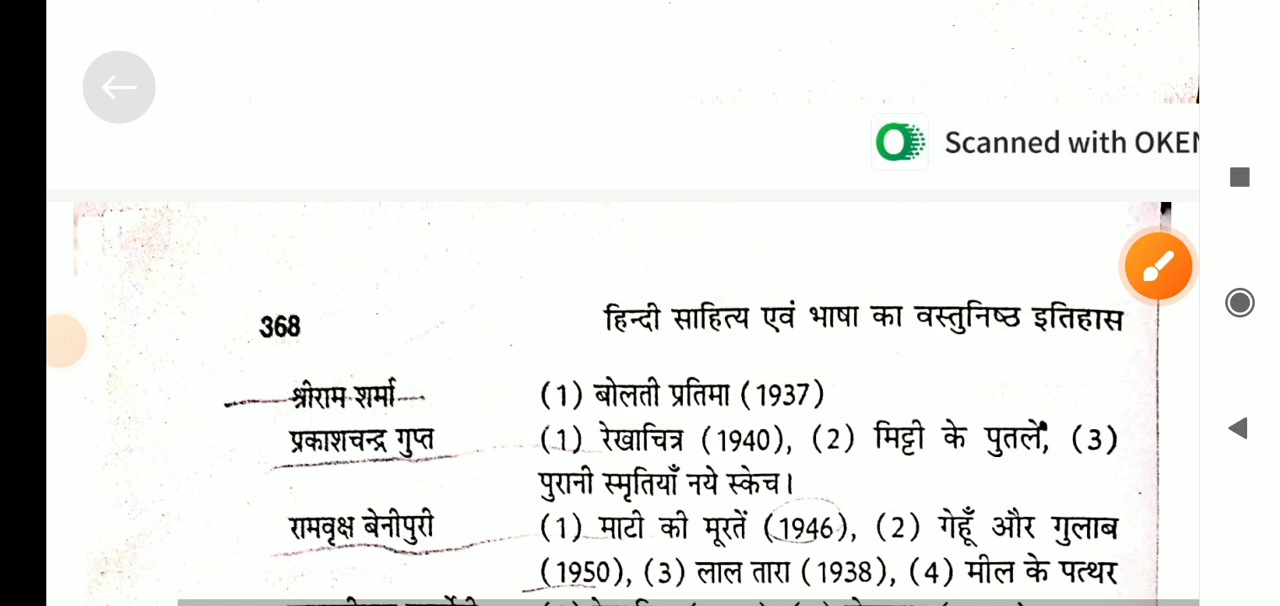 Scanned with OKEN
368 हिन्दी साहित्य एवं भाषा का वस्तुनिष्ठ इतिहास
श्रीराम शर्मा (1) बोलती प्रतिमा (1937)
प्रकाशचन्द्र गुप्त (1) रेखाचित्र (1940), (2) मिट्टी के पुतले, (3)
पुरानी स्मृतियाँ नये स्केच।
रामवृक्ष बेनीपुरी (1) माटी की मूरतें (1946), (2) गेहूँ और गुलाब
(1950), (3) लाल तारा (1938), (4) मील के पत्थर